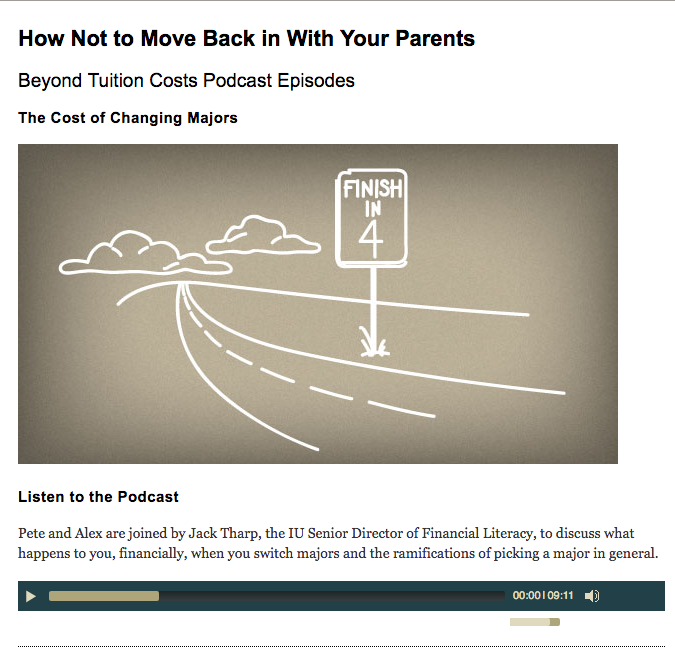 How Not to Move Back in With Your Parents
Beyond Tuition Costs Podcast Episodes
The Cost of Changing Majors
FINISH
IN
4
Listen to the Podcast
Pete and Alex are joined by Jack Tharp, the IU Senior Director of Financial Literacy, to discuss what
happens to you, financially, when you switch majors and the ramifications of picking a major in general.
00:00|09:11